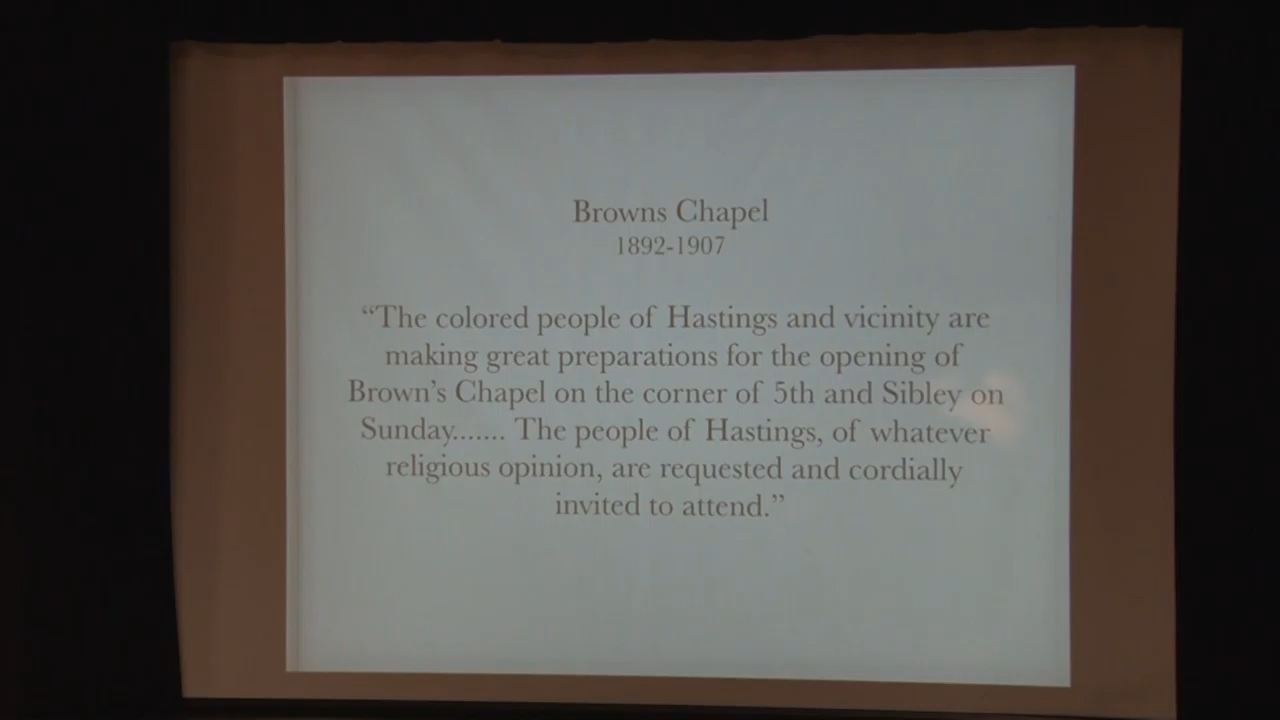 Browns Chapel
1892-1907
“The colored people of Hastings and vicinity are
making great preparations for the opening of
Brown’s Chapel on the corner of 5th and Sibley on
Sunday....... The people of Hastings, of whatever
religious opinion, are requested and cordially
invited to attend.”